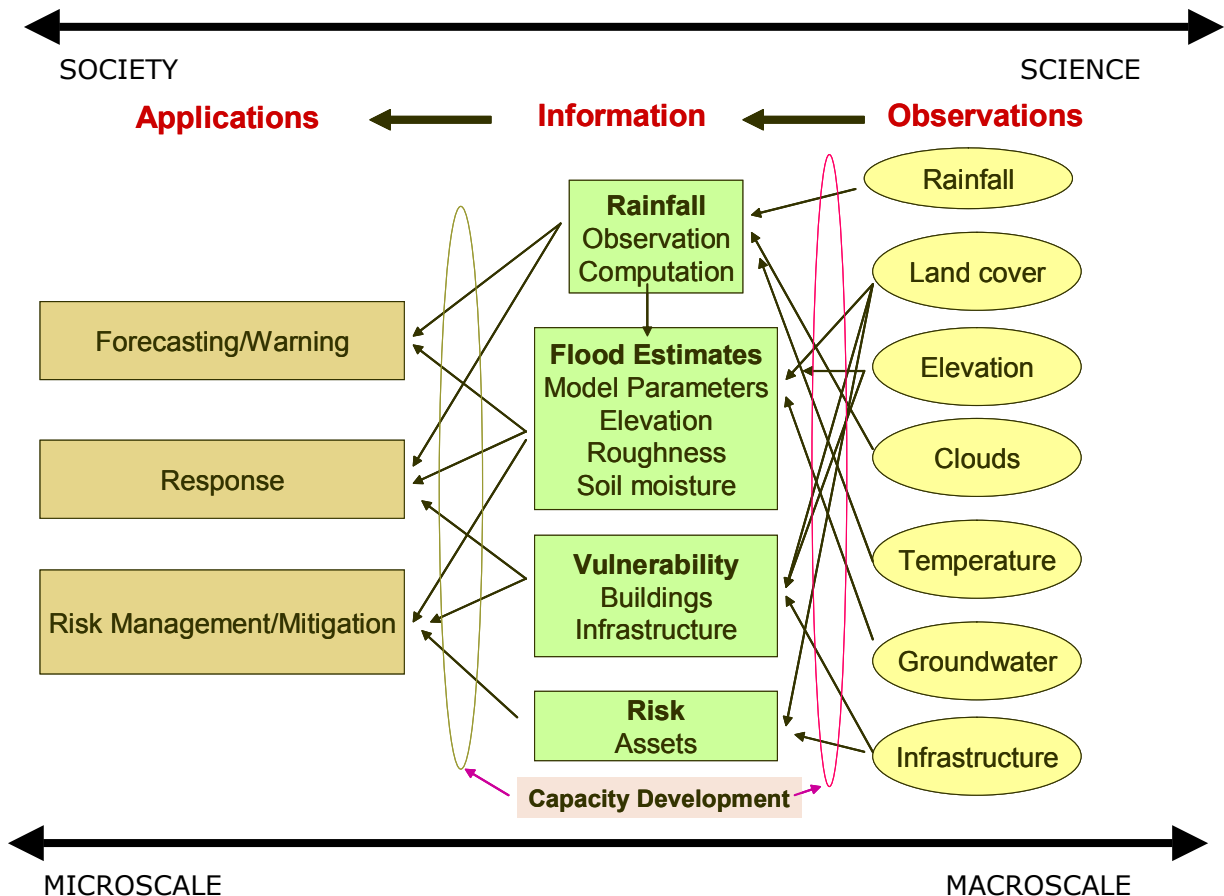 SOCIETY
SCIENCE
Applications
Information
Observations
Rainfall
Observation
Computation
Flood Estimates
Model Parameters
Elevation
Roughness
Soil moisture
Vulnerability
Buildings
Infrastructure
Risk
Assets
Capacity Development
Forecasting/Warning
Response
Risk Management/Mitigation
Rainfall
Land cover
Elevation
Clouds
Temperature
Groundwater
Infrastructure
MICROSCALE
MACROSCALE